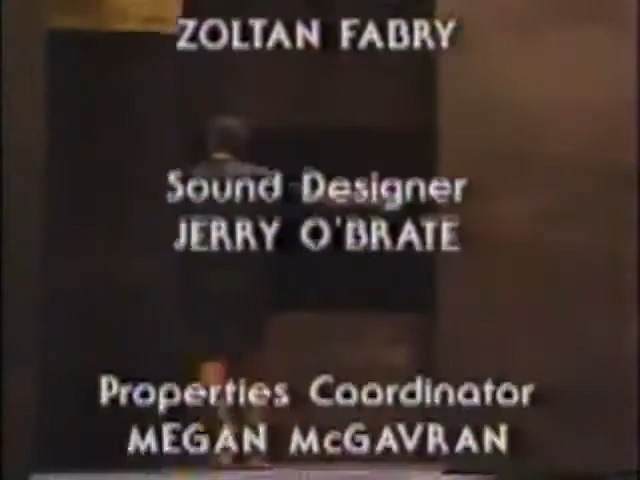 ZOLTAN FABRY
Sound Designer
JERRY O'BRATE
Properties Coordinator
MEGAN McGAVRAN